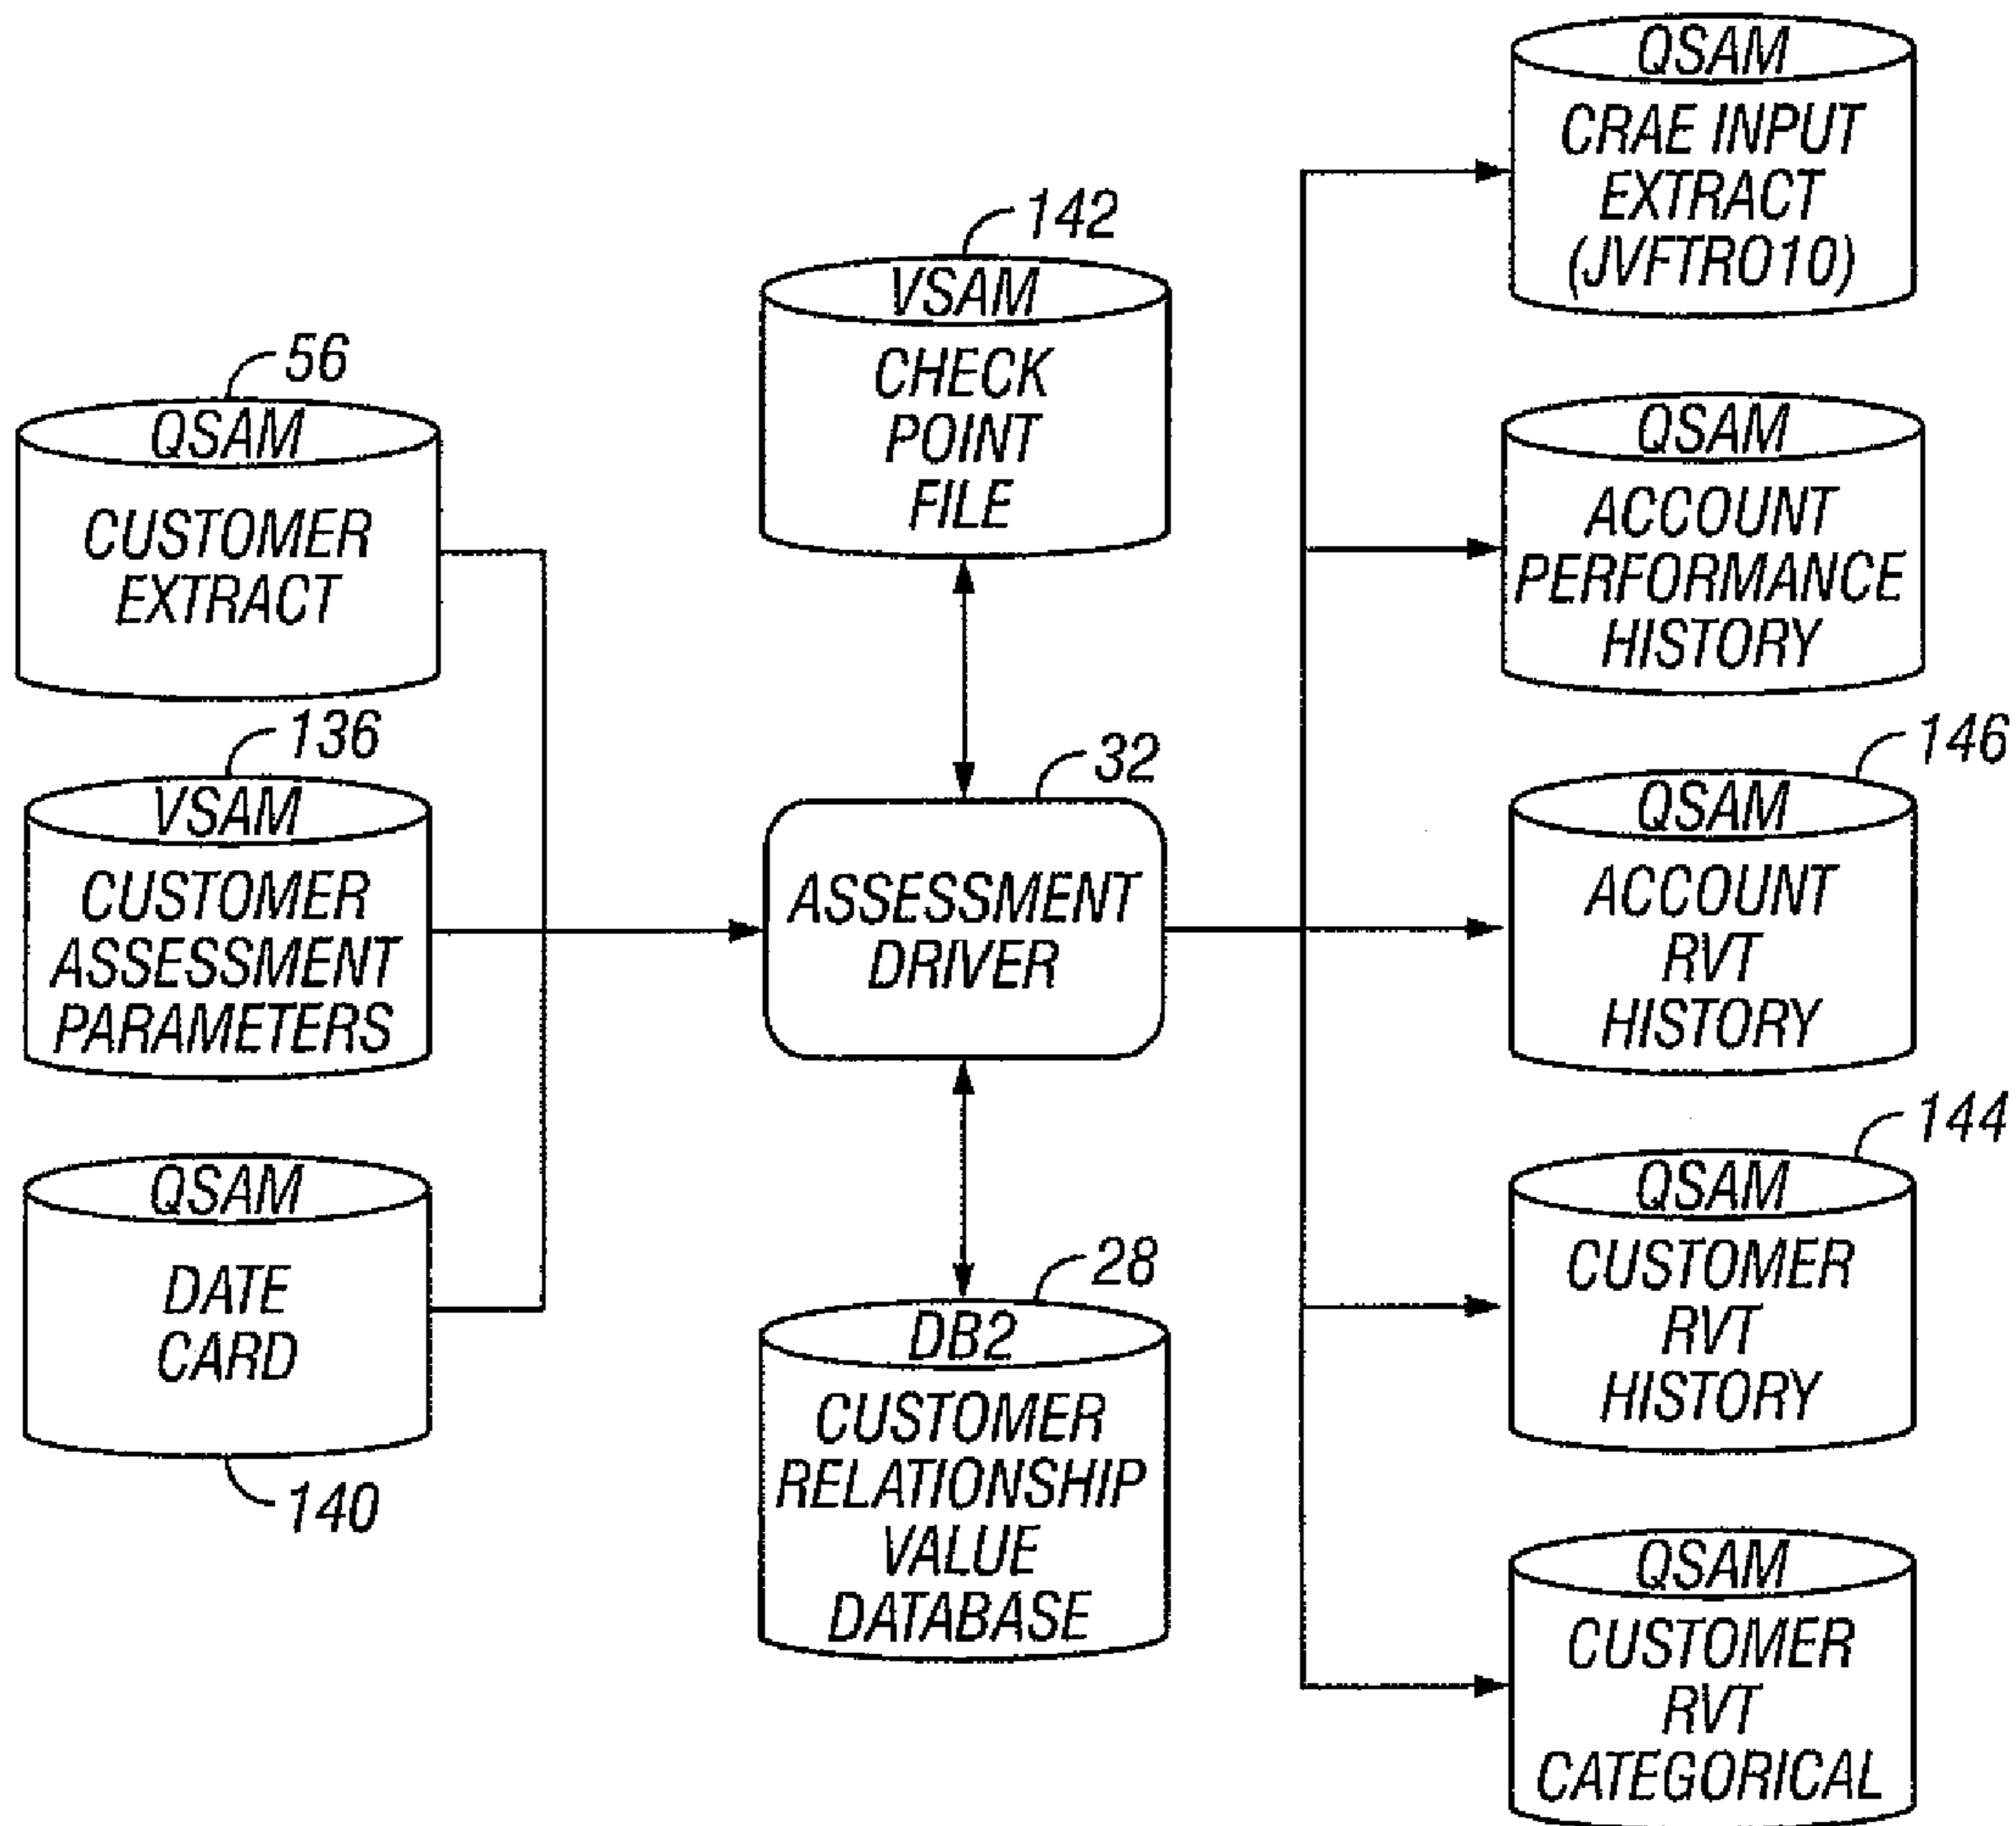 56
QSAM
CUSTOMER
EXTRACT
136
VSAM
CUSTOMER
ASSESSMENT
PARAMETERS
QSAM
DATE
CARD
140
142
VSAM
CHECK
POINT
FILE
32
ASSESSMENT
DRIVER
28
DB2
CUSTOMER
RELATIONSHIP
VALUE
DATABASE
QSAM
CRAE INPUT
EXTRACT
(JVFTRO10)
QSAM
ACCOUNT
PERFORMANCE
HISTORY
146
QSAM
ACCOUNT
RVT
HISTORY
144
QSAM
CUSTOMER
RVT
HISTORY
QSAM
CUSTOMER
RVT
CATEGORICAL